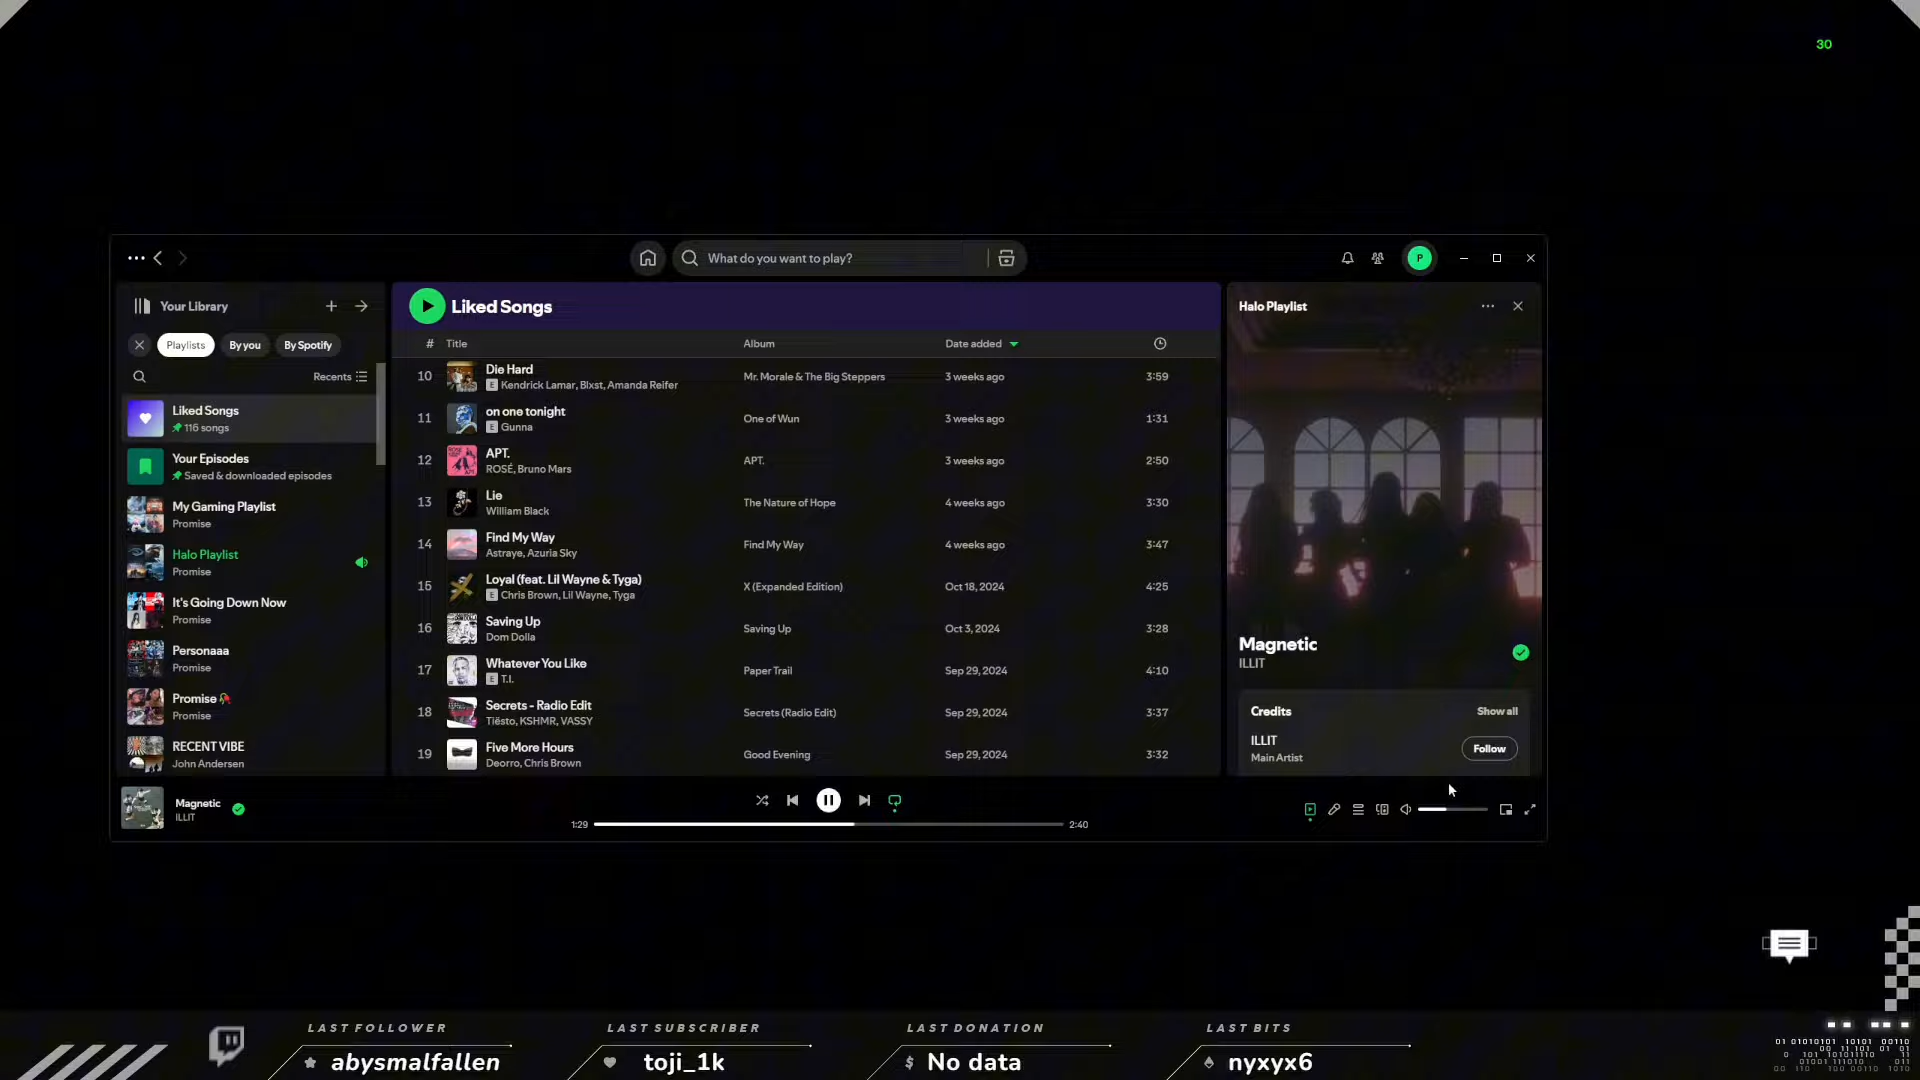 30
What do you want to play?
P
Your Library
Playlists
By you
By Spotify
Recents
Liked Songs
116 songs
Your Episodes
Saved & downloaded episodes
My Gaming Playlist
Promise
Halo Playlist
Promise
It's Going Down Now
Promise
Personaaa
Promise
Promise🥀
Promise
RECENT VIBE
John Andersen
Liked Songs
# Title Album Date added
10 Die Hard Mr. Morale & The Big Steppers 3 weeks ago 3:59
E Kendrick Lamar, Blxst, Amanda Reifer
11 on one tonight One of Wun 3 weeks ago 1:31
E Gunna
12 APT. APT. 3 weeks ago 2:50
ROSÉ, Bruno Mars
13 Lie The Nature of Hope 4 weeks ago 3:30
William Black
14 Find My Way Find My Way 4 weeks ago 3:47
Astraye, Azuria Sky
15 Loyal (feat. Lil Wayne & Tyga) X (Expanded Edition) Oct 18, 2024 4:25
E Chris Brown, Lil Wayne, Tyga
16 Saving Up Saving Up Oct 3, 2024 3:28
Dom Dolla
17 Whatever You Like Paper Trail Sep 29, 2024 4:10
E T.I.
18 Secrets - Radio Edit Secrets (Radio Edit) Sep 29, 2024 3:37
Tiësto, KSHMR, VASSY
19 Five More Hours Good Evening Sep 29, 2024 3:32
Deorro, Chris Brown
Halo Playlist
Magnetic
ILLIT
Credits Show all
ILLIT
Main Artist
Follow
Magnetic
ILLIT
1:29
2:40
LAST FOLLOWER
abysmalfallen
LAST SUBSCRIBER
toji_1k
LAST DONATION
$ No data
LAST BITS
nyxyx6